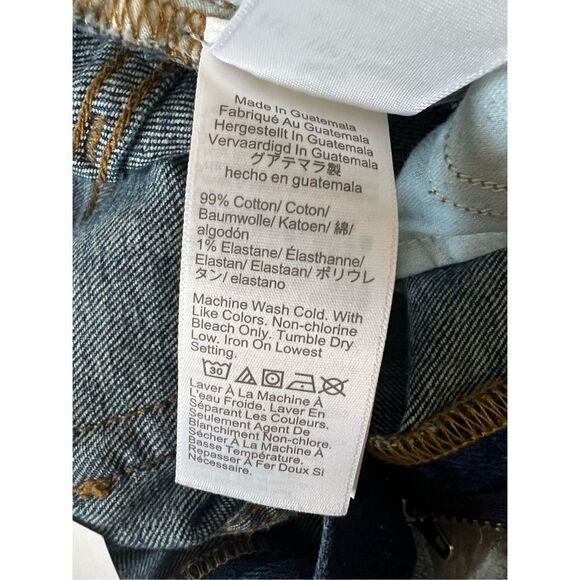 Made In Guatemala
Fabriqué Au Guatemala
Hergestellt In Guatemala
Vervaardigd In Guatemala
グアテマラ製
hecho en guatemala
99% Cotton/ Coton/
Baumwolle/ Katoen/ 綿/
algodón
1% Elastane/ Élasthanne/
Elastan/ Elastaan/ ポリウレ
タン/ elastano
Machine Wash Cold. With
Like Colors. Non-chlorine
Bleach Only. Tumble Dry
Low. Iron On Lowest
Setting.
30
Laver À La Machine À
L'eau Froide. Laver En
Séparant Les Couleurs.
Seulement Agent De
Blanchiment Non-chlore.
Sécher À La Machine À
Basse Température.
Repasser À Fer Doux Si
Nécessaire.